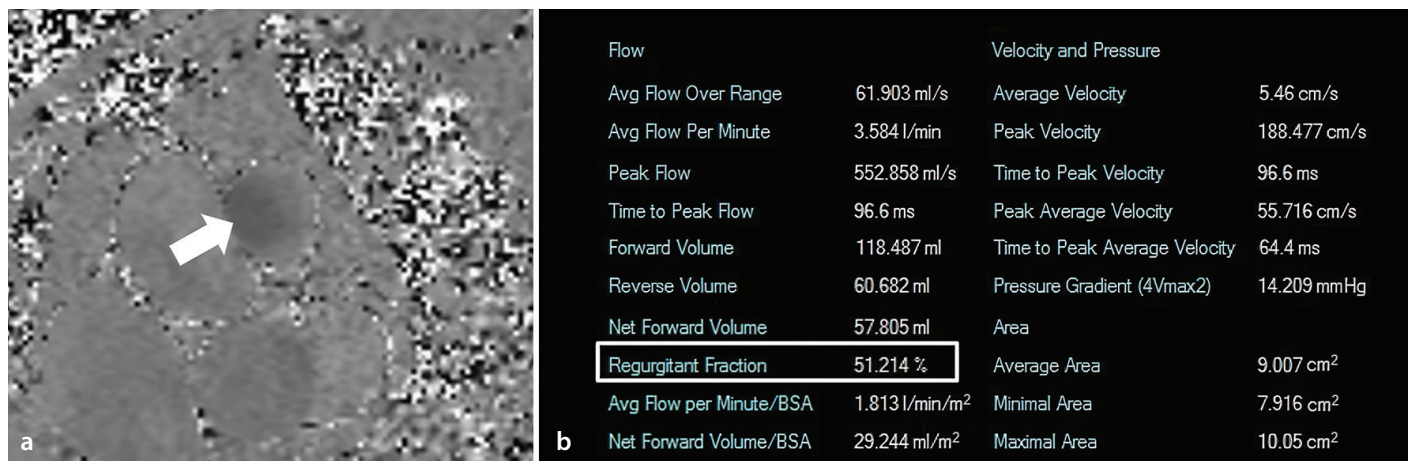 a
Flow
Avg Flow Over Range 61.903 ml/s
Avg Flow Per Minute 3.584 l/min
Peak Flow 552.858 ml/s
Time to Peak Flow 96.6 ms
Forward Volume 118.487 ml
Reverse Volume 60.682 ml
Net Forward Volume 57.805 ml
Regurgitant Fraction 51.214 %
Avg Flow per Minute/BSA 1.813 l/min/m2
Net Forward Volume/BSA 29.244 ml/m2
Velocity and Pressure
Average Velocity 5.46 cm/s
Peak Velocity 188.477 cm/s
Time to Peak Velocity 96.6 ms
Peak Average Velocity 55.716 cm/s
Time to Peak Average Velocity 64.4 ms
Pressure Gradient (4Vmax2) 14.209 mmHg
Area
Average Area 9.007 cm2
Minimal Area 7.916 cm2
Maximal Area 10.05 cm2
b